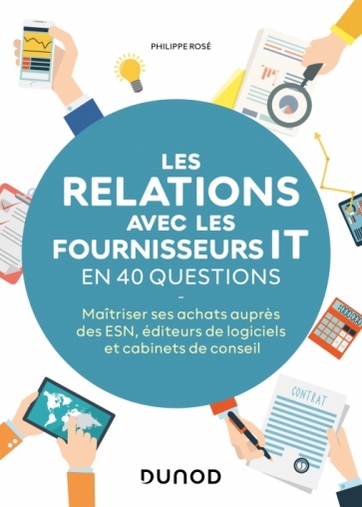 PHILIPPE ROSÉ
LES
RELATIONS
AVEC LES
FOURNISSEURS IT
EN 40 QUESTIONS
-
Maîtriser ses achats auprès
des ESN, éditeurs de logiciels
et cabinets de conseil
CONTRAT
DUNOD